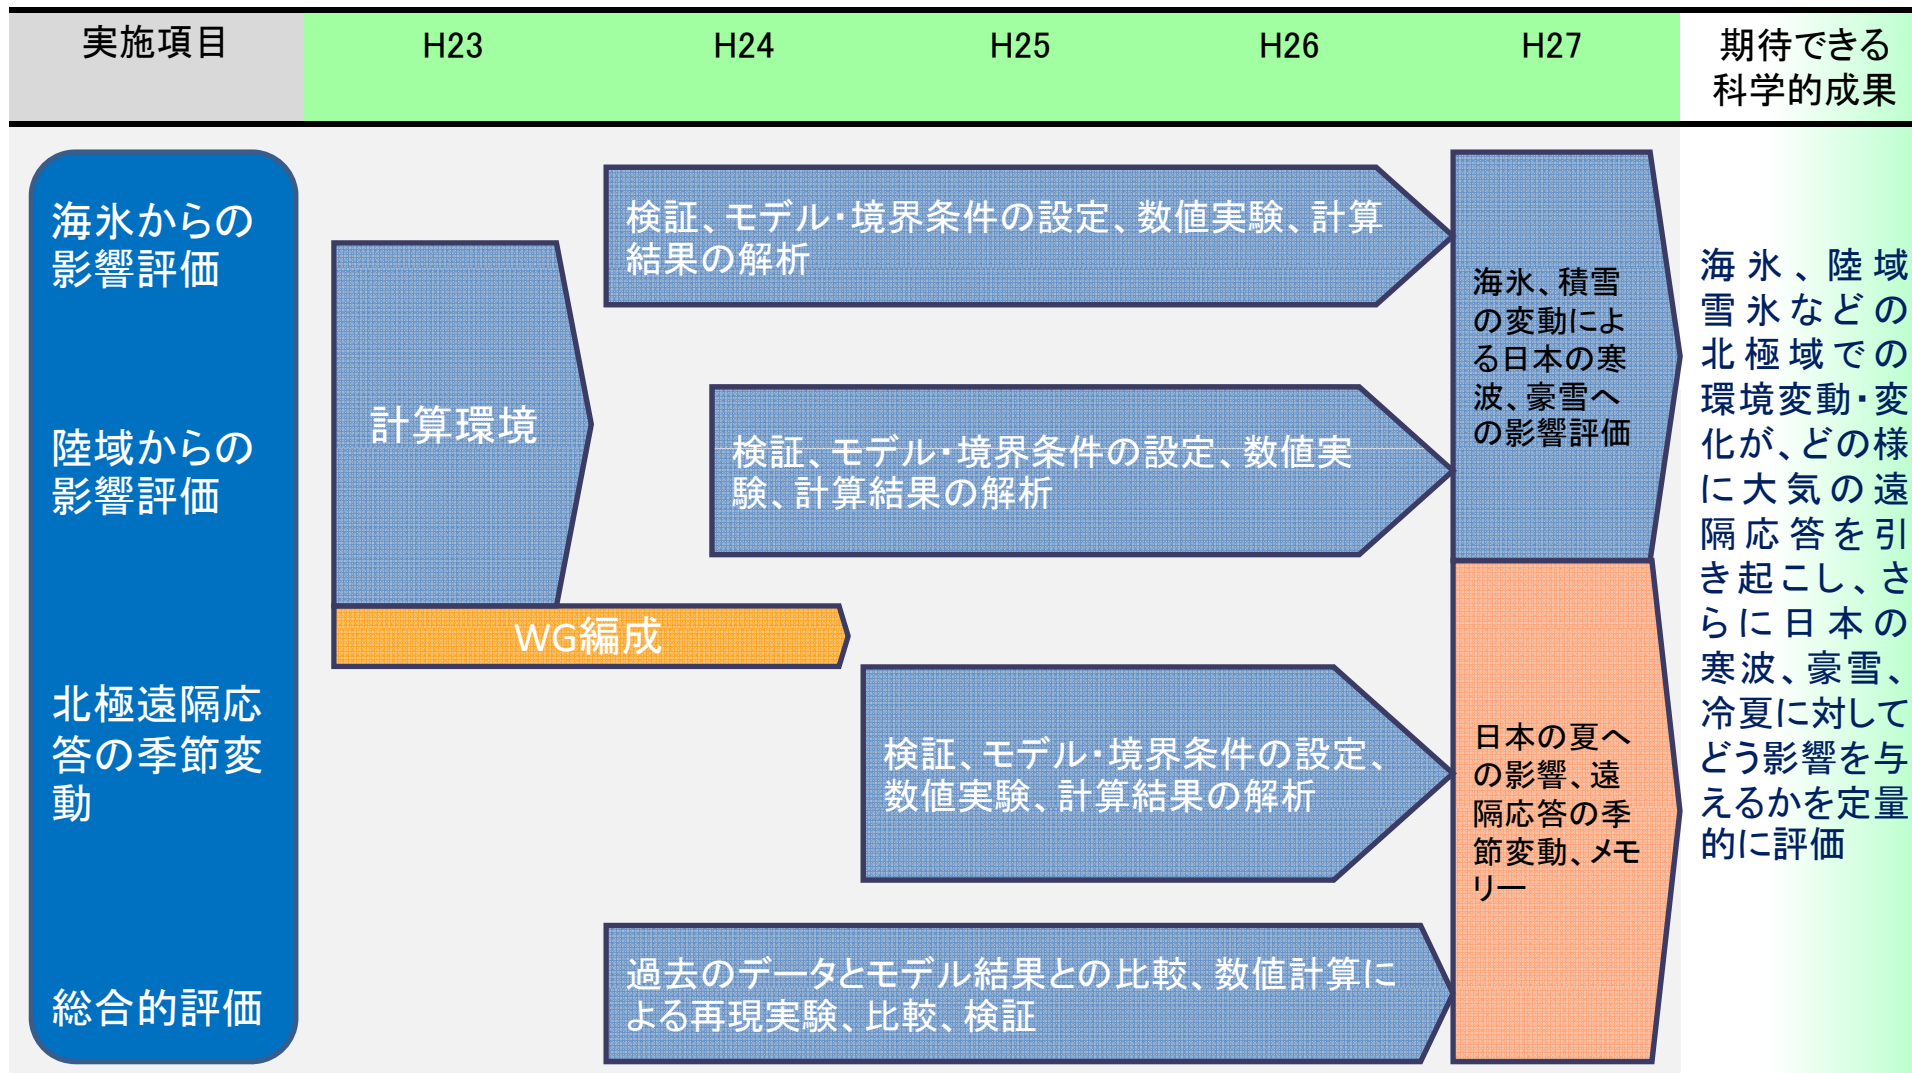 実施項目
H23
H24
H25
H26
H27
期待できる
科学的成果
海氷からの
影響評価
陸域からの
影響評価
北極遠隔応
答の季節変
動
総合的評価
計算環境
WG編成
検証、モデル・境界条件の設定、数値実験、計算
結果の解析
検証、モデル・境界条件の設定、数値実
験、計算結果の解析
検証、モデル・境界条件の設定、
数値実験、計算結果の解析
過去のデータとモデル結果との比較、数値計算に
よる再現実験、比較、検証
海氷、積雪
の変動によ
る日本の寒
波、豪雪へ
の影響評価
日本の夏へ
の影響、遠
隔応答の季
節変動、メモ
リー
海氷、陸域
雪氷などの
北極域での
環境変動・変
化が、どの様
に大気の遠
隔応答を引
き起こし、さ
らに日本の
寒波、豪雪、
冷夏に対して
どう影響を与
えるかを定量
的に評価